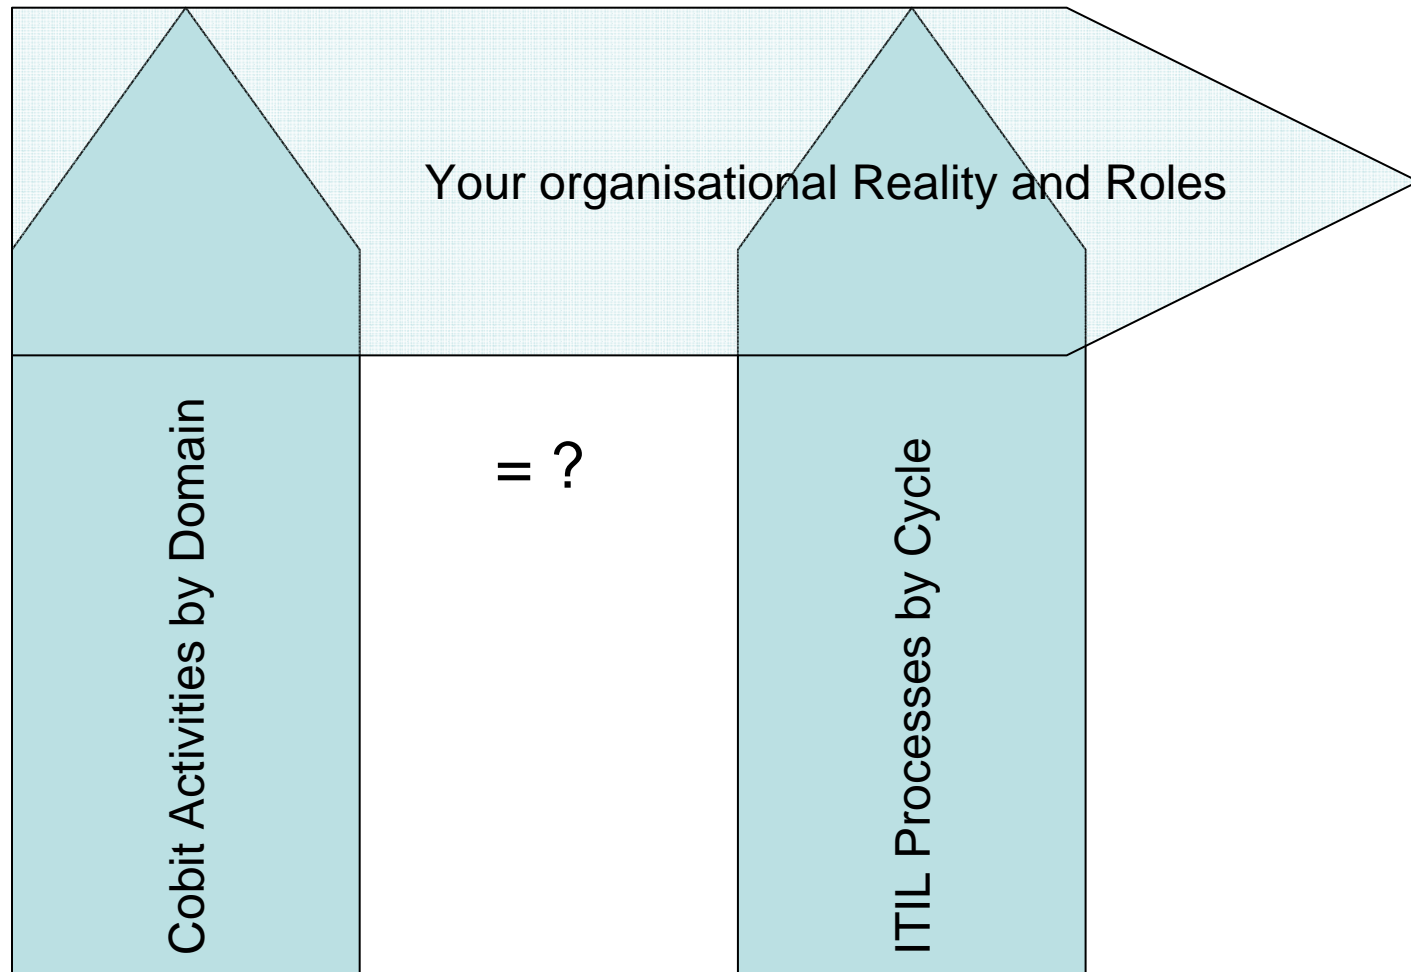 Your organisational Reality and Roles
Cobit Activities by Domain
= ?
ITIL Processes by Cycle